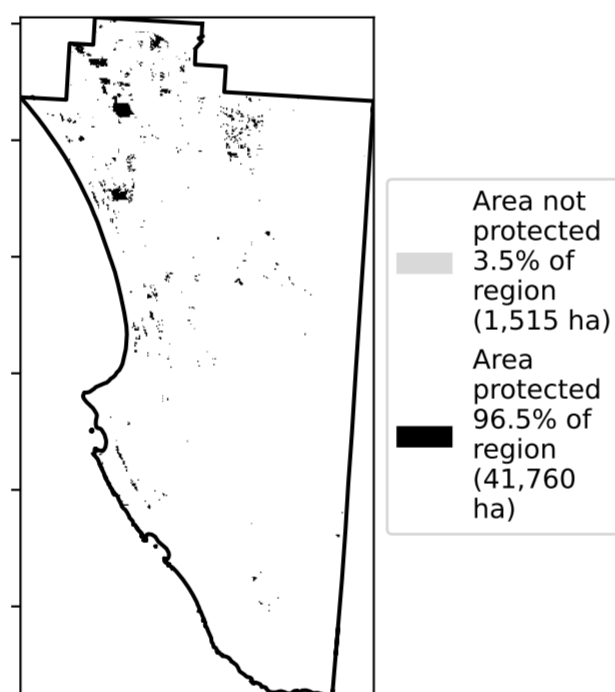 Area not
protected
3.5% of
region
(1,515 ha)
Area
protected
96.5% of
region
(41,760
ha)